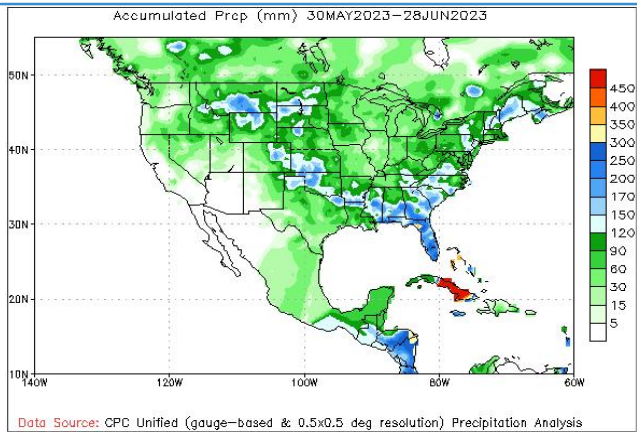 Accumulated Prcp (mm) 30MAY2023-28JUN2023
50N
40N
30N
20N
10N
140W
120W
100W
80W
60W
450
400
350
300
250
200
170
150
120
90
60
30
15
5
Data Source: CPC Unified (gauge-based & 0.5x0.5 deg resolution) Precipitation Analysis